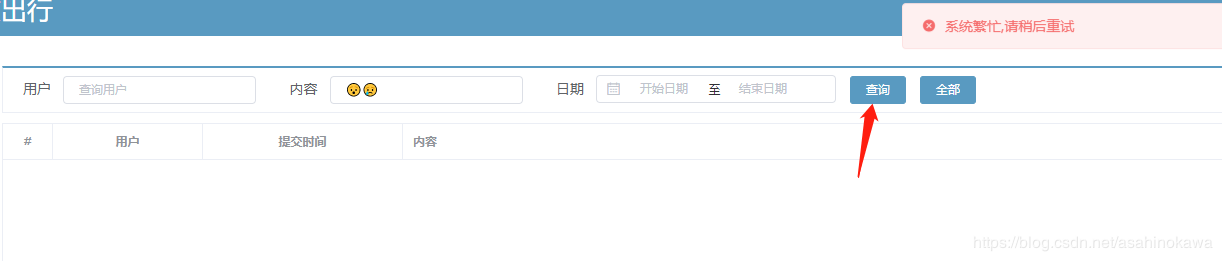 出行
系统繁忙,请稍后重试
用户 查询用户 内容 😲😢 日期 开始日期 至 结束日期 查询 全部
# 用户 提交时间 内容
https://blog.csdn.net/asahinokawa